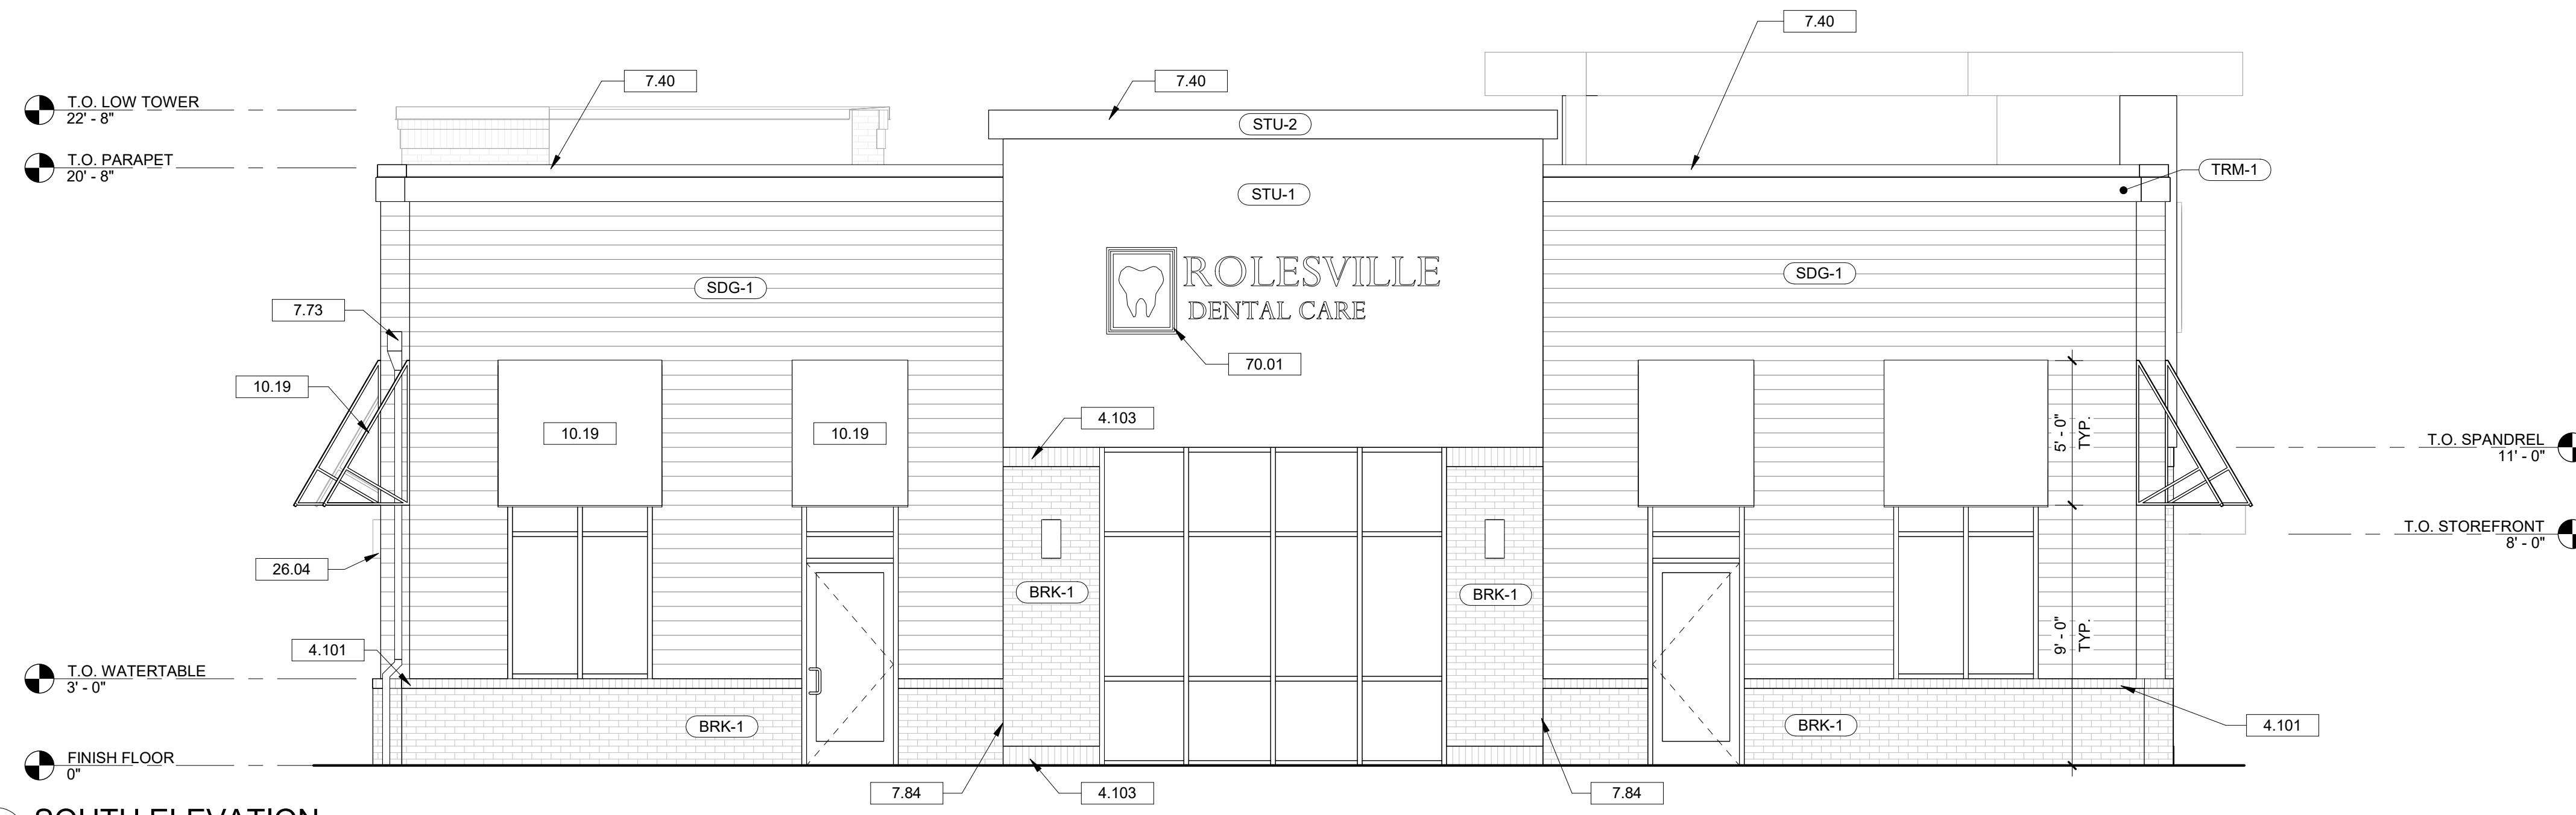 7.40
7.40
7.40
T.O. LOW TOWER
22' - 8"
STU-2
T.O. PARAPET
20' - 8"
TRM-1
STU-1
SDG-1
SDG-1
ROLESVILLE
DENTAL CARE
7.73
70.01
10.19
4.103
10.19
10.19
5' - 0"
TYP.
T.O. SPANDREL
11' - 0"
T.O. STOREFRONT
8' - 0"
26.04
BRK-1
BRK-1
9' - 0"
TYP.
4.101
T.O. WATERTABLE
3' - 0"
BRK-1
BRK-1
4.101
FINISH FLOOR
0"
7.84
4.103
7.84
SOUTH ELEVATION